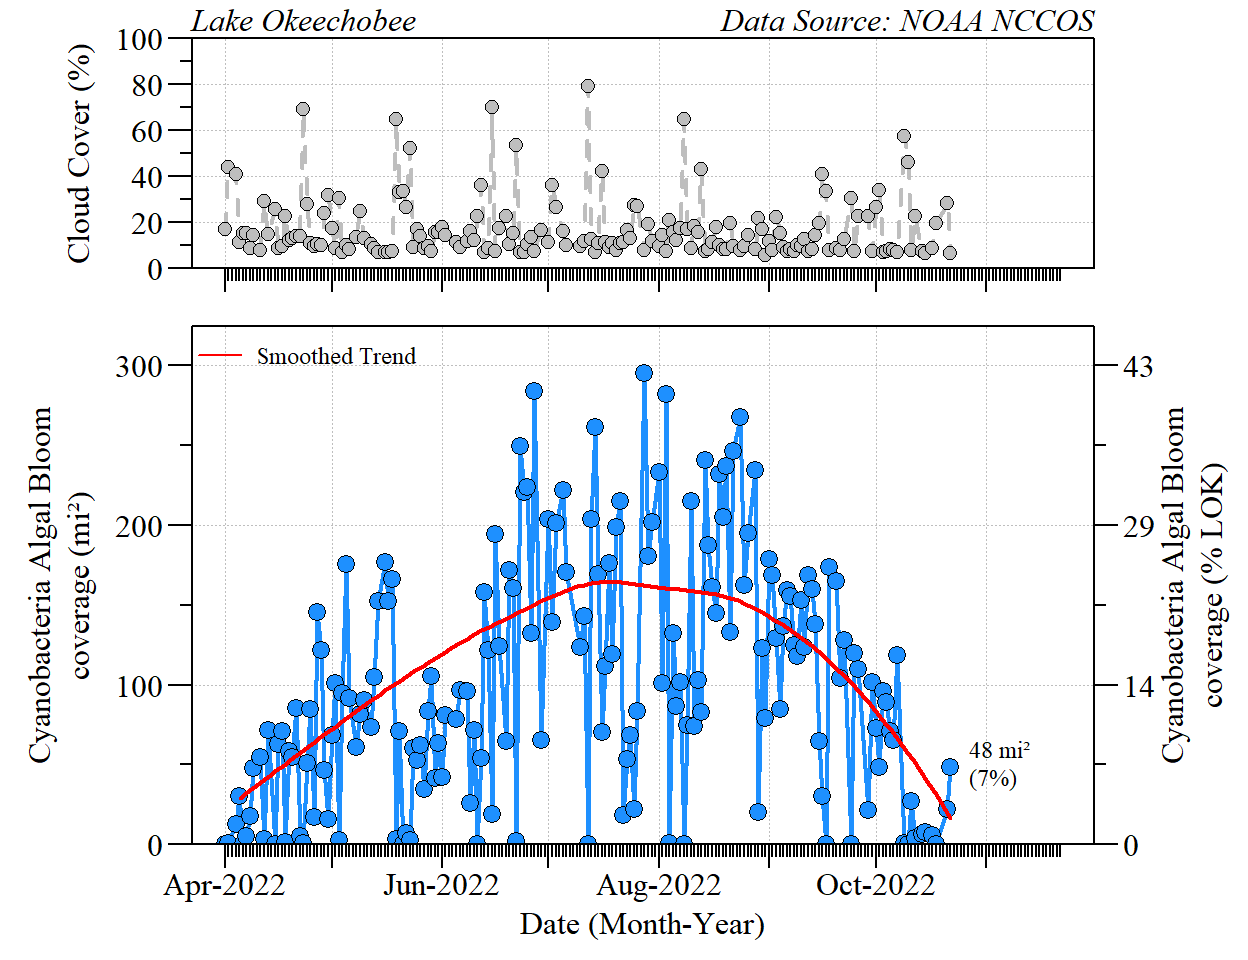 Lake Okeechobee
Data Source: NOAA NCCOS
Cloud Cover (%)
100
80
60
40
20
0
Smoothed Trend
Cyanobacteria Algal Bloom
coverage (mi²)
300
200
100
0
43
29
14
0
Cyanobacteria Algal Bloom
coverage (% LOK)
48 mi²
(7%)
Apr-2022
Jun-2022
Aug-2022
Oct-2022
Date (Month-Year)